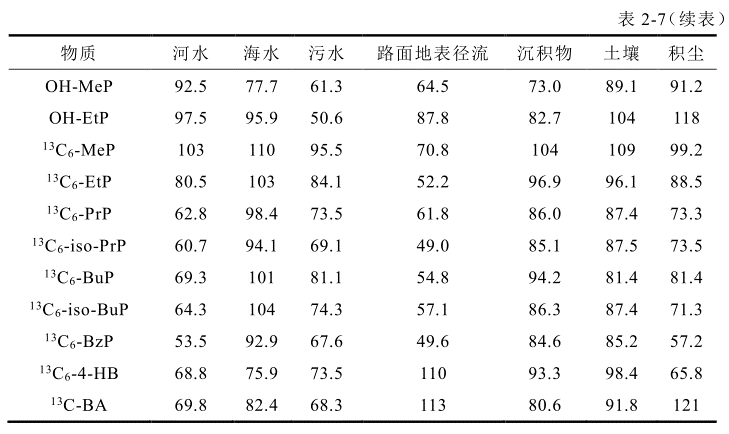 表 2-7(续表)
物质 河水 海水 污水 路面地表径流 沉积物 土壤 积尘
OH-MeP 92.5 77.7 61.3 64.5 73.0 89.1 91.2
OH-EtP 97.5 95.9 50.6 87.8 82.7 104 118
¹³C₆-MeP 103 110 95.5 70.8 104 109 99.2
¹³C₆-EtP 80.5 103 84.1 52.2 96.9 96.1 88.5
¹³C₆-PrP 62.8 98.4 73.5 61.8 86.0 87.4 73.3
¹³C₆-iso-PrP 60.7 94.1 69.1 49.0 85.1 87.5 73.5
¹³C₆-BuP 69.3 101 81.1 54.8 94.2 81.4 81.4
¹³C₆-iso-BuP 64.3 104 74.3 57.1 86.3 87.4 71.3
¹³C₆-BzP 53.5 92.9 67.6 49.6 84.6 85.2 57.2
¹³C₆-4-HB 68.8 75.9 73.5 110 93.3 98.4 65.8
¹³C-BA 69.8 82.4 68.3 113 80.6 91.8 121